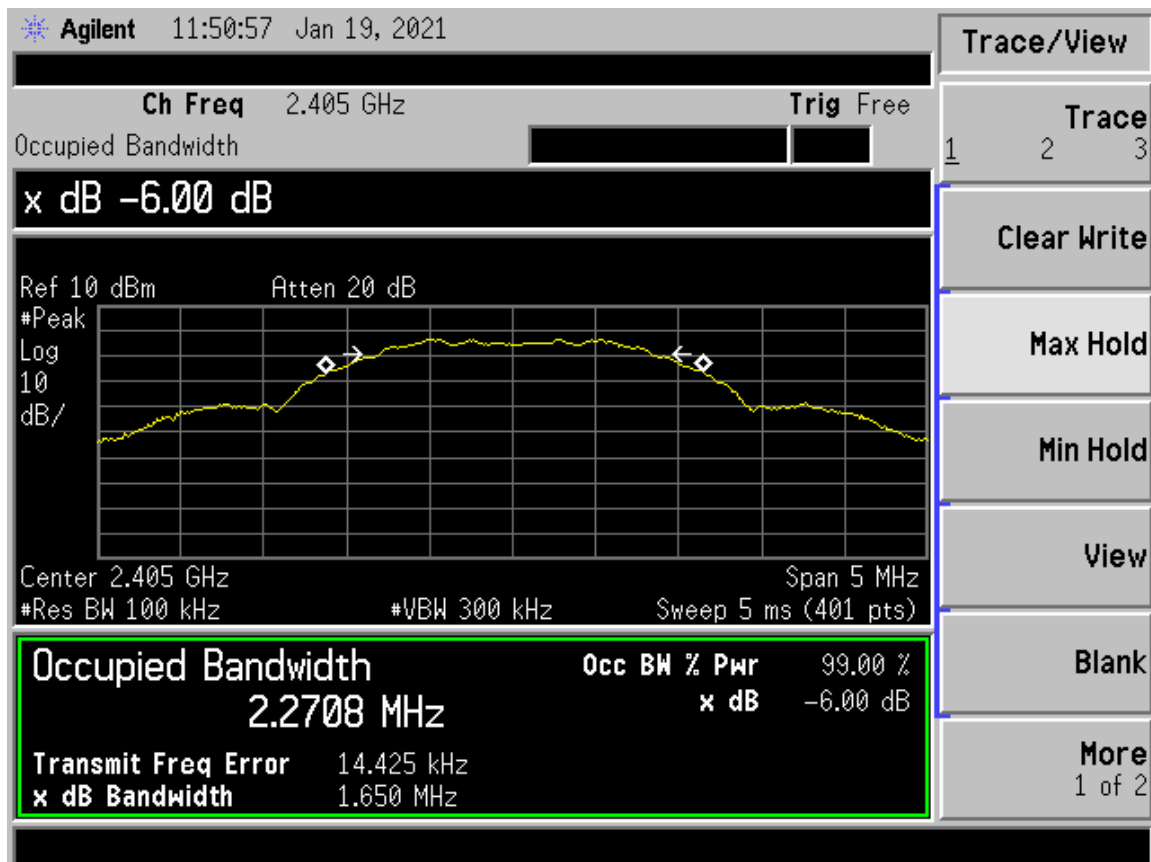 Agilent 11:50:57 Jan 19, 2021
Trace/View
Ch Freq 2.405 GHz Trig Free
Occupied Bandwidth
x dB -6.00 dB
Ref 10 dBm Atten 20 dB
#Peak
Log
10
dB/
Center 2.405 GHz Span 5 MHz
#Res BW 100 kHz #VBW 300 kHz Sweep 5 ms (401 pts)
Occupied Bandwidth
2.2708 MHz
Occ BW % Pwr 99.00 %
x dB -6.00 dB
Transmit Freq Error 14.425 kHz
x dB Bandwidth 1.650 MHz
Trace
1 2 3
Clear Write
Max Hold
Min Hold
View
Blank
More
1 of 2